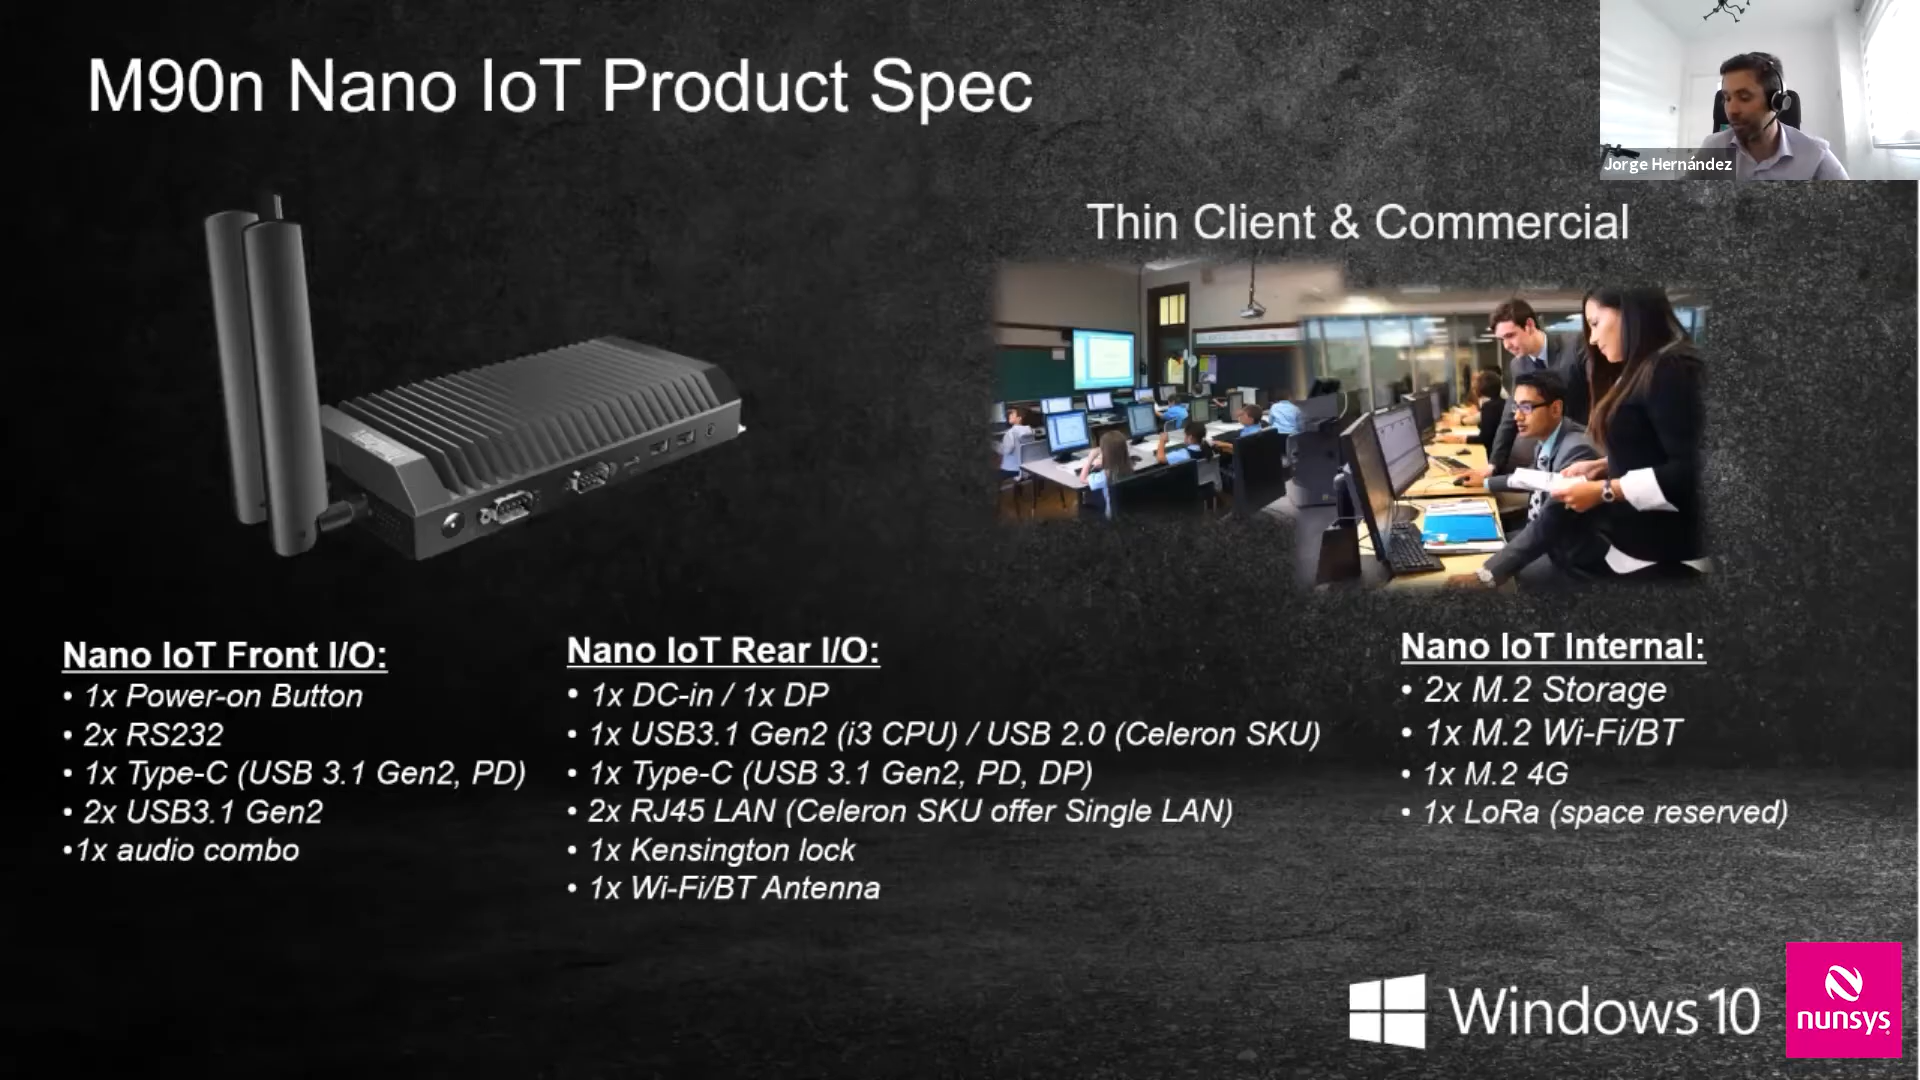 M90n Nano IoT Product Spec
Jorge Hernández
Thin Client & Commercial
Nano IoT Front I/O:
• 1x Power-on Button
• 2x RS232
• 1x Type-C (USB 3.1 Gen2, PD)
• 2x USB3.1 Gen2
•1x audio combo
Nano IoT Rear I/O:
• 1x DC-in / 1x DP
• 1x USB3.1 Gen2 (i3 CPU) / USB 2.0 (Celeron SKU)
• 1x Type-C (USB 3.1 Gen2, PD, DP)
• 2x RJ45 LAN (Celeron SKU offer Single LAN)
• 1x Kensington lock
• 1x Wi-Fi/BT Antenna
Nano IoT Internal:
• 2x M.2 Storage
• 1x M.2 Wi-Fi/BT
• 1x M.2 4G
• 1x LoRa (space reserved)
Windows 10
nunsys